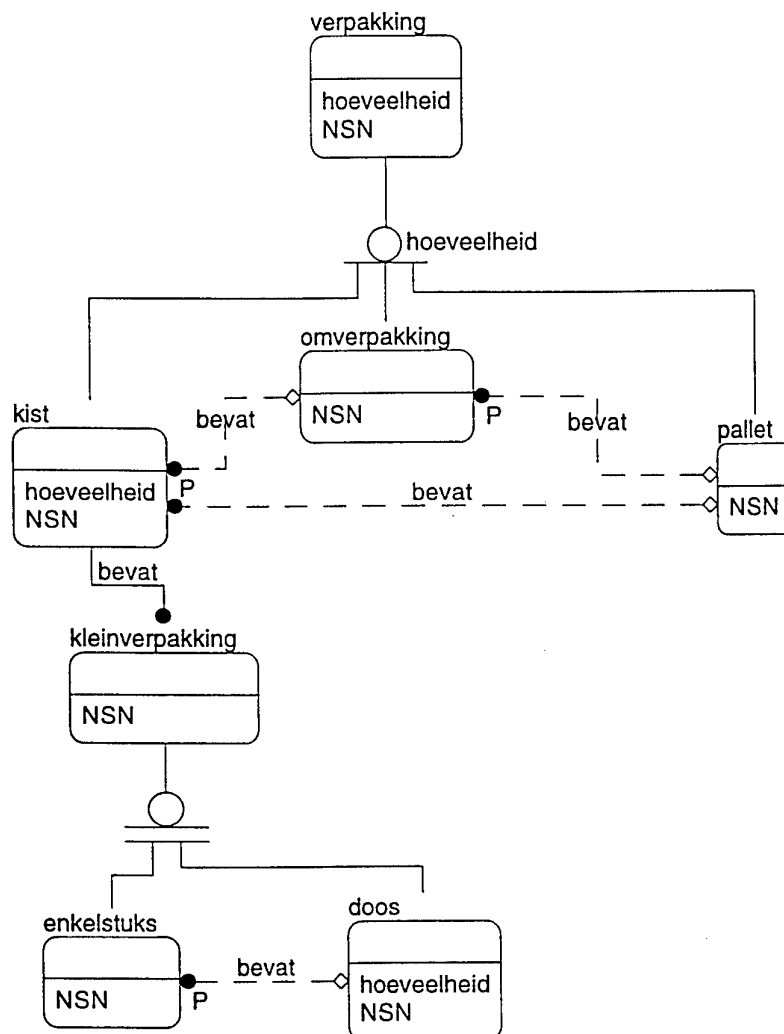 verpakking
hoeveelheid
NSN
hoeveelheid
omverpakking
NSN
P
bevat
bevat
kist
hoeveelheid
NSN
P
bevat
pallet
NSN
bevat
kleinverpakking
NSN
enkelstuks
NSN
P
bevat
doos
hoeveelheid
NSN